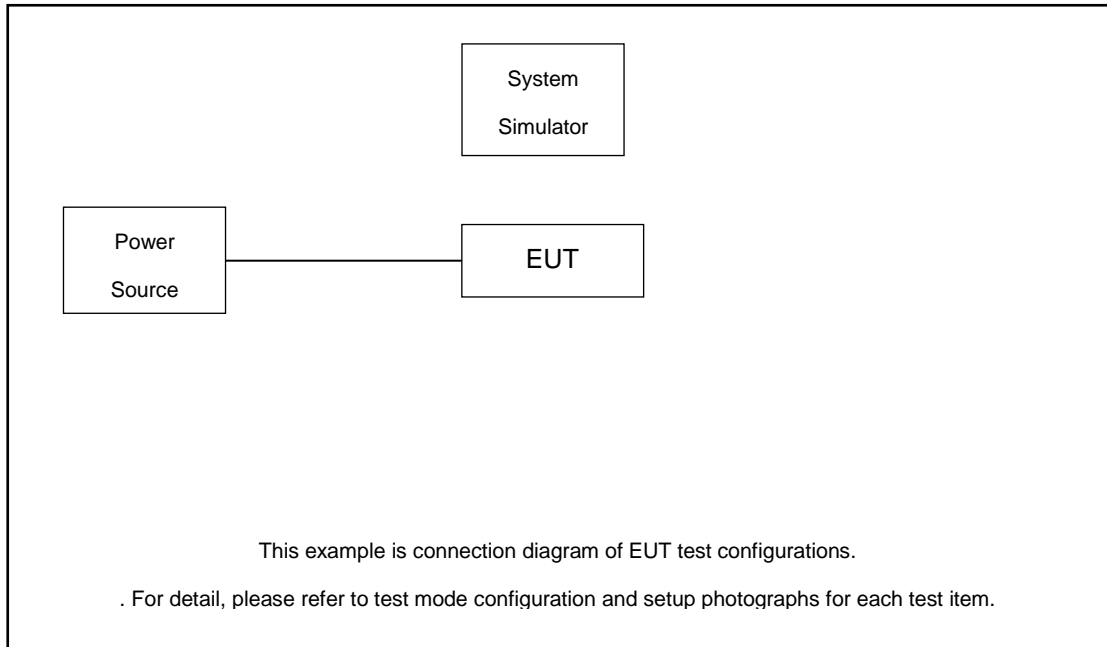 System
Simulator
Power
Source
EUT
This example is connection diagram of EUT test configurations.
. For detail, please refer to test mode configuration and setup photographs for each test item.